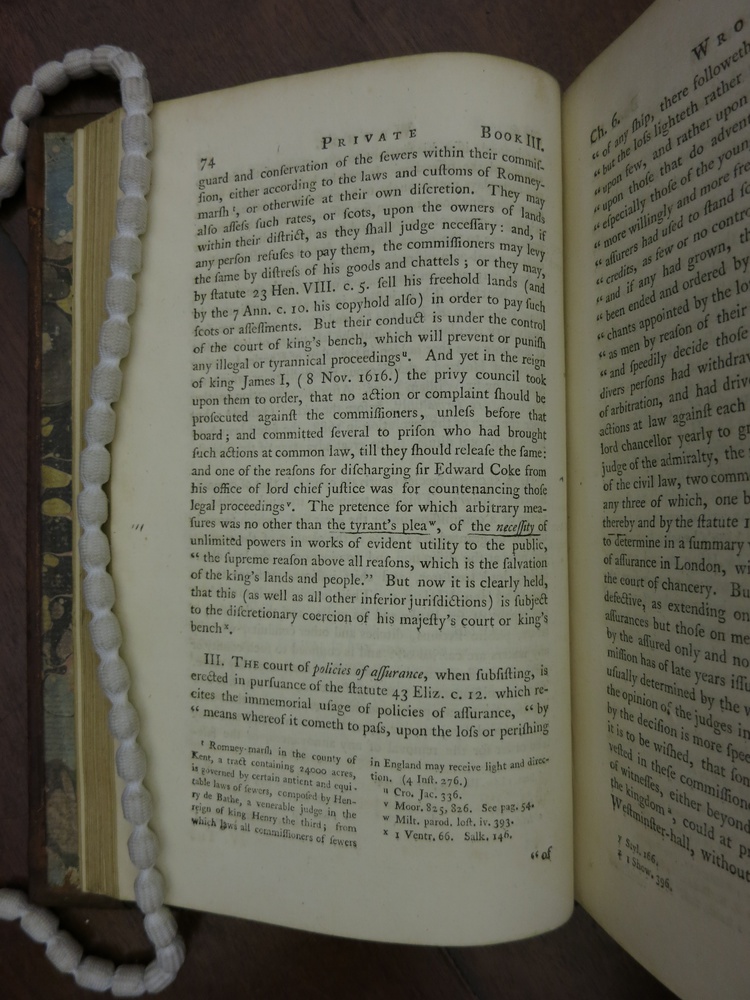 74 PRIVATE BOOK III.
guard and conſervation of the ſewers within their commiſ-
ſion, either according to the laws and cuſtoms of Romney-
marſh ᵗ, or otherwiſe at their own diſcretion. They may
alſo aſſeſs ſuch rates, or ſcots, upon the owners of lands
within their diſtrict, as they ſhall judge neceſſary: and, if
any perſon refuſes to pay them, the commiſſioners may levy
the ſame by diſtreſs of his goods and chattels; or they may,
by ſtatute 23 Hen. VIII. c. 5. ſell his freehold lands (and
by the 7 Ann. c. 10. his copyhold alſo) in order to pay ſuch
ſcots or aſſeſſments. But their conduct is under the control
of the court of king's bench, which will prevent or puniſh
any illegal or tyrannical proceedings ᵘ. And yet in the reign
of king James I, (8 Nov. 1616.) the privy council took
upon them to order, that no action or complaint ſhould be
proſecuted againſt the commiſſioners, unleſs before that
board; and committed ſeveral to priſon who had brought
ſuch actions at common law, till they ſhould releaſe the ſame:
and one of the reaſons for diſcharging ſir Edward Coke from
his office of lord chief juſtice was for countenancing thoſe
legal proceedings ᵛ. The pretence for which arbitrary mea-
ſures was no other than the tyrant's plea ʷ, of the neceſſity of
unlimited powers in works of evident utility to the public,
“ the ſupreme reaſon above all reaſons, which is the ſalvation
of the king's lands and people.” But now it is clearly held,
that this (as well as all other inferior juriſdictions) is ſubject
to the diſcretionary coercion of his majeſty's court or king's
bench ˣ.
III. THE court of policies of aſſurance, when ſubſiſting, is
erected in purſuance of the ſtatute 43 Eliz. c. 12. which re-
cites the immemorial uſage of policies of aſſurance, “ by
“ means whereof it cometh to paſs, upon the loſs or periſhing
ᵗ Romney-marſh in the county of
Kent, a tract containing 24000 acres,
is governed by certain antient and equi-
table laws of ſewers, compoſed by Hen-
ry de Bathe, a venerable judge in the
reign of king Henry the third; from
which laws all commiſſioners of ſewers
in England may receive light and direc-
tion. (4 Inſt. 276.)
ᵘ Cro. Jac. 336.
ᵛ Moor. 825, 826. See pag. 54.
ʷ Milt. parad. loſt. iv. 393.
ˣ 1 Ventr. 66. Salk. 146.
“ of
Ch. 6. WRO
“ of any ſhip, there followeth
“ but the loſs lighteth rather
“ upon few, and rather upon
“ upon thoſe that do adven
“ eſpecially thoſe of the young
“ more willingly and more fre
“ aſſurers had uſed to ſtand ſo
“ credits, as few or no contro
“ and if any had grown, th
“ been ended and ordered by
“ chants appointed by the lo
“ as men by reaſon of their
“ and ſpeedily decide thoſe
divers perſons had withdraw
of arbitration, and had driv
actions at law againſt each
lord chancellor yearly to gr
judge of the admiralty, the
of the civil law, two comm
any three of which, one b
thereby and by the ſtatute 1
to determine in a ſummary
of aſſurance in London, wi
the court of chancery. Bu
defective, as extending on
aſſurances but thoſe on me
by the aſſured only and no
miſſion has of late years iſſu
uſually determined by the v
the opinion of the judges in
by the deciſion is more ſpee
it is to be wiſhed, that ſom
veſted in theſe commiſſion
of witneſſes, either beyond
the kingdom ᶻ, could at pr
Weſtminſter-hall, without
ʸ Styl. 166.
ᶻ 1 Show. 396.